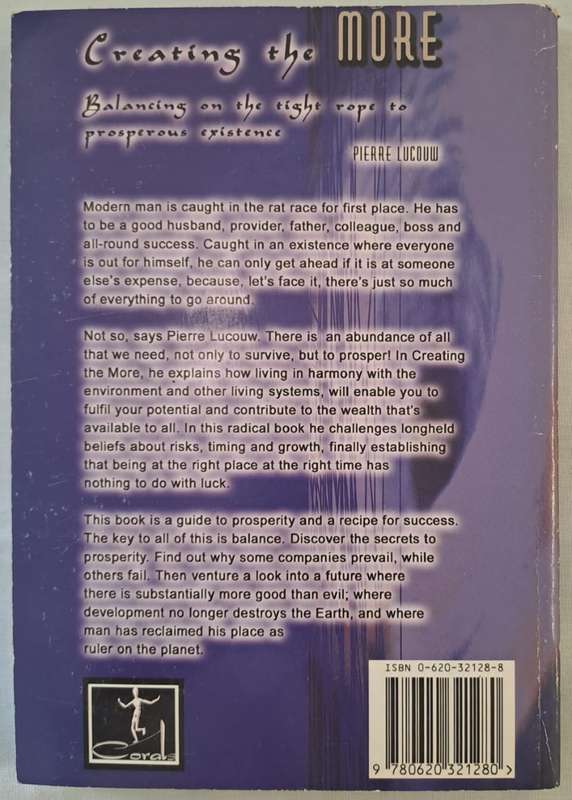 Creating the MORE
Balancing on the tight rope to
prosperous existence
PIERRE LUCOUW
Modern man is caught in the rat race for first place. He has
to be a good husband, provider, father, colleague, boss and
all-round success. Caught in an existence where everyone
is out for himself, he can only get ahead if it is at someone
else's expense, because, let's face it, there's just so much
of everything to go around.
Not so, says Pierre Lucouw. There is an abundance of all
that we need, not only to survive, but to prosper! In Creating
the More, he explains how living in harmony with the
environment and other living systems, will enable you to
fulfil your potential and contribute to the wealth that's
available to all. In this radical book he challenges longheld
beliefs about risks, timing and growth, finally establishing
that being at the right place at the right time has
nothing to do with luck.
This book is a guide to prosperity and a recipe for success.
The key to all of this is balance. Discover the secrets to
prosperity. Find out why some companies prevail, while
others fail. Then venture a look into a future where
there is substantially more good than evil; where
development no longer destroys the Earth, and where
man has reclaimed his place as
ruler on the planet.
ISBN 0-620-32128-8
9 780620 321280 >